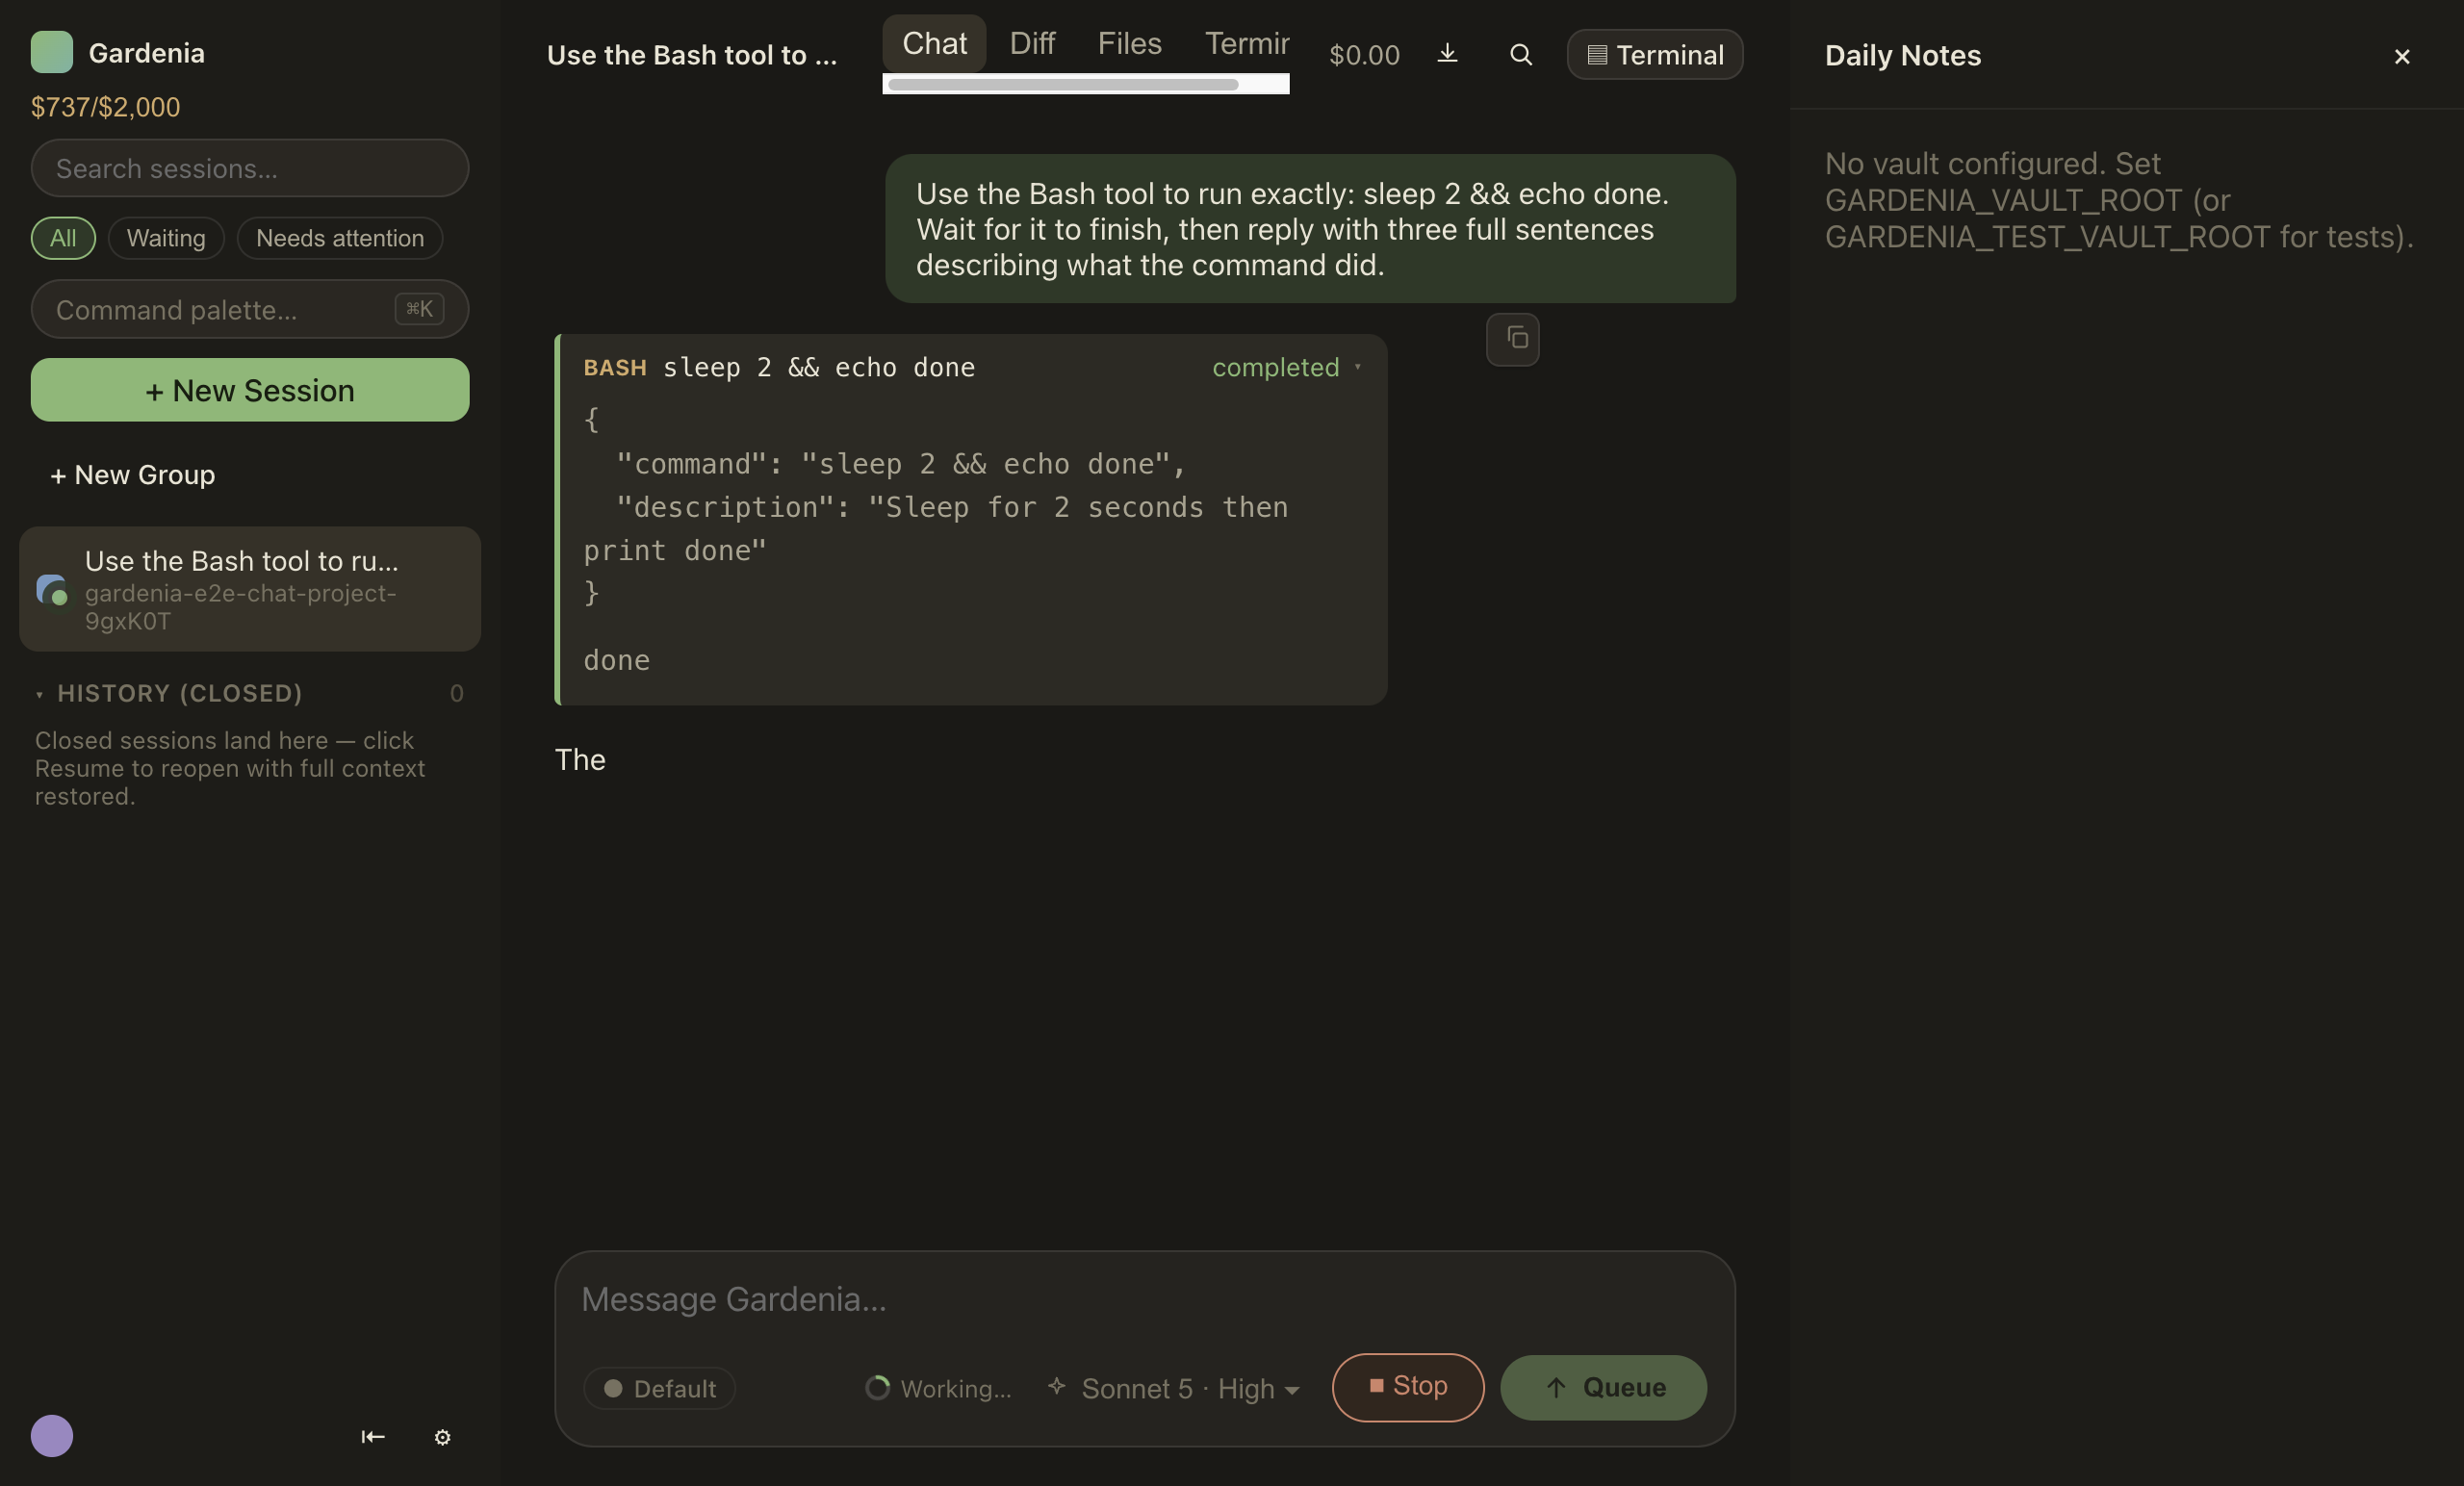 Gardenia
$737/$2,000
Search sessions…
All
Waiting
Needs attention
Command palette…
⌘K
+ New Session
+ New Group
Use the Bash tool to ru…
gardenia-e2e-chat-project-
9gxK0T
HISTORY (CLOSED)
0
Closed sessions land here — click
Resume to reopen with full context
restored.
Use the Bash tool to …
Chat
Diff
Files
Termir
$0.00
Terminal
Use the Bash tool to run exactly: sleep 2 && echo done.
Wait for it to finish, then reply with three full sentences
describing what the command did.
BASH sleep 2 && echo done
completed
{
"command": "sleep 2 && echo done",
"description": "Sleep for 2 seconds then
print done"
}
done
The
Message Gardenia…
Default
Working…
Sonnet 5 · High
Stop
Queue
Daily Notes
No vault configured. Set
GARDENIA_VAULT_ROOT (or
GARDENIA_TEST_VAULT_ROOT for tests).